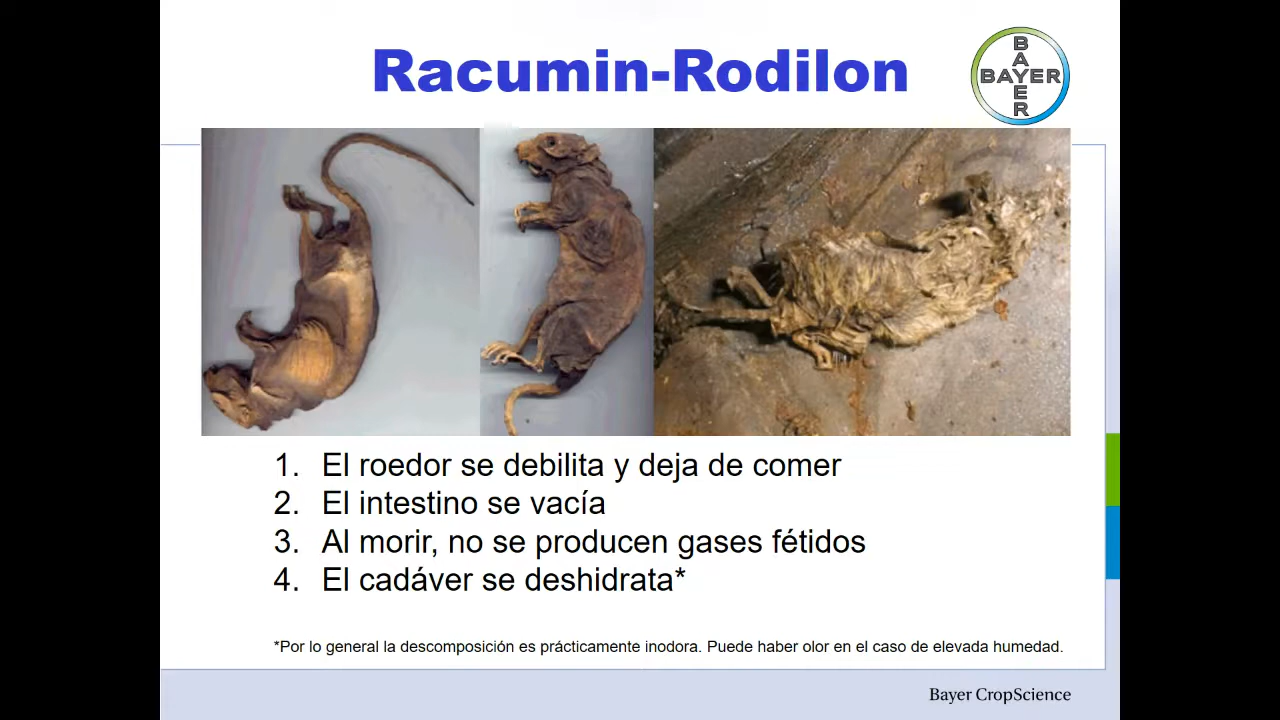 Racumin-Rodilon
BAYER
BAYER
1. El roedor se debilita y deja de comer
2. El intestino se vacía
3. Al morir, no se producen gases fétidos
4. El cadáver se deshidrata*
*Por lo general la descomposición es prácticamente inodora. Puede haber olor en el caso de elevada humedad.
Bayer CropScience